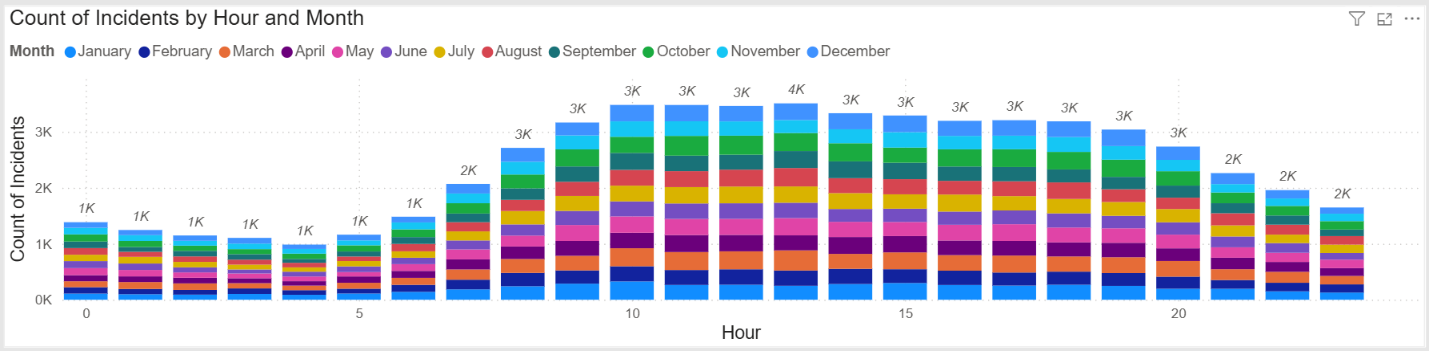 Count of Incidents by Hour and Month
Month January February March April May June July August September October November December
Count of Incidents
3K
2K
1K
0K
1K 1K 1K 1K 1K 1K 1K 2K 3K 3K 3K 3K 3K 4K 3K 3K 3K 3K 3K 3K 3K 2K 2K 2K
0 5 10 15 20
Hour